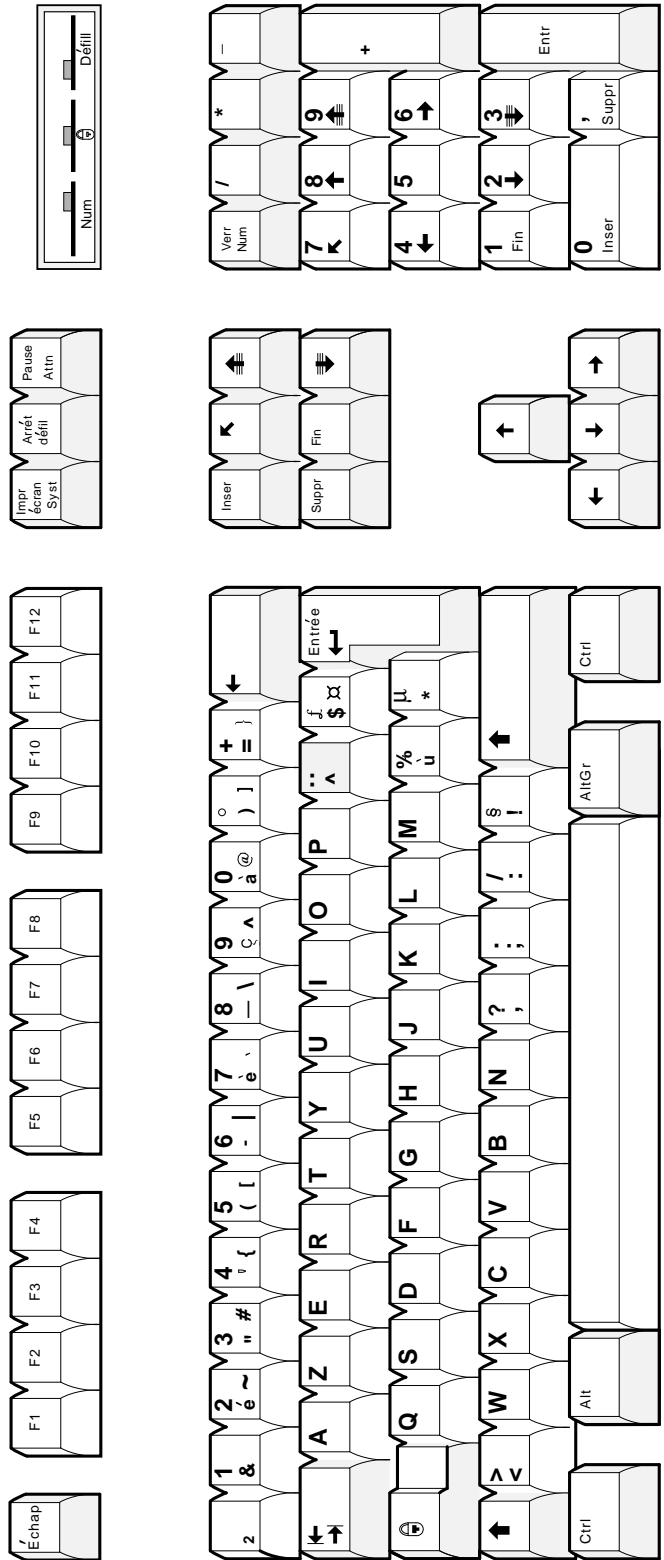 Échap F1 F2 F3 F4 F5 F6 F7 F8 F9 F10 F11 F12
Impr Arrét Pause
écran défil Attn
Syst
Num Défill
1 2 3 4 5 6 7 8 9 0 ° +
2 & é ~ " # ' { ( [ - | è ` _ \ ç ^ à @ ) ] = }
Inser
Verr / * _
Num
A Z E R T Y U I O P ¨ £ Entrée
^ $ ¤
Suppr Fin
7 8 9 +
Q S D F G H J K L M % µ
ù *
4 5 6
> W X C V B N ? . / §
< , ; : !
1 2 3 Entr
Fin
Ctrl Alt AltGr Ctrl
0 ,
Inser Suppr